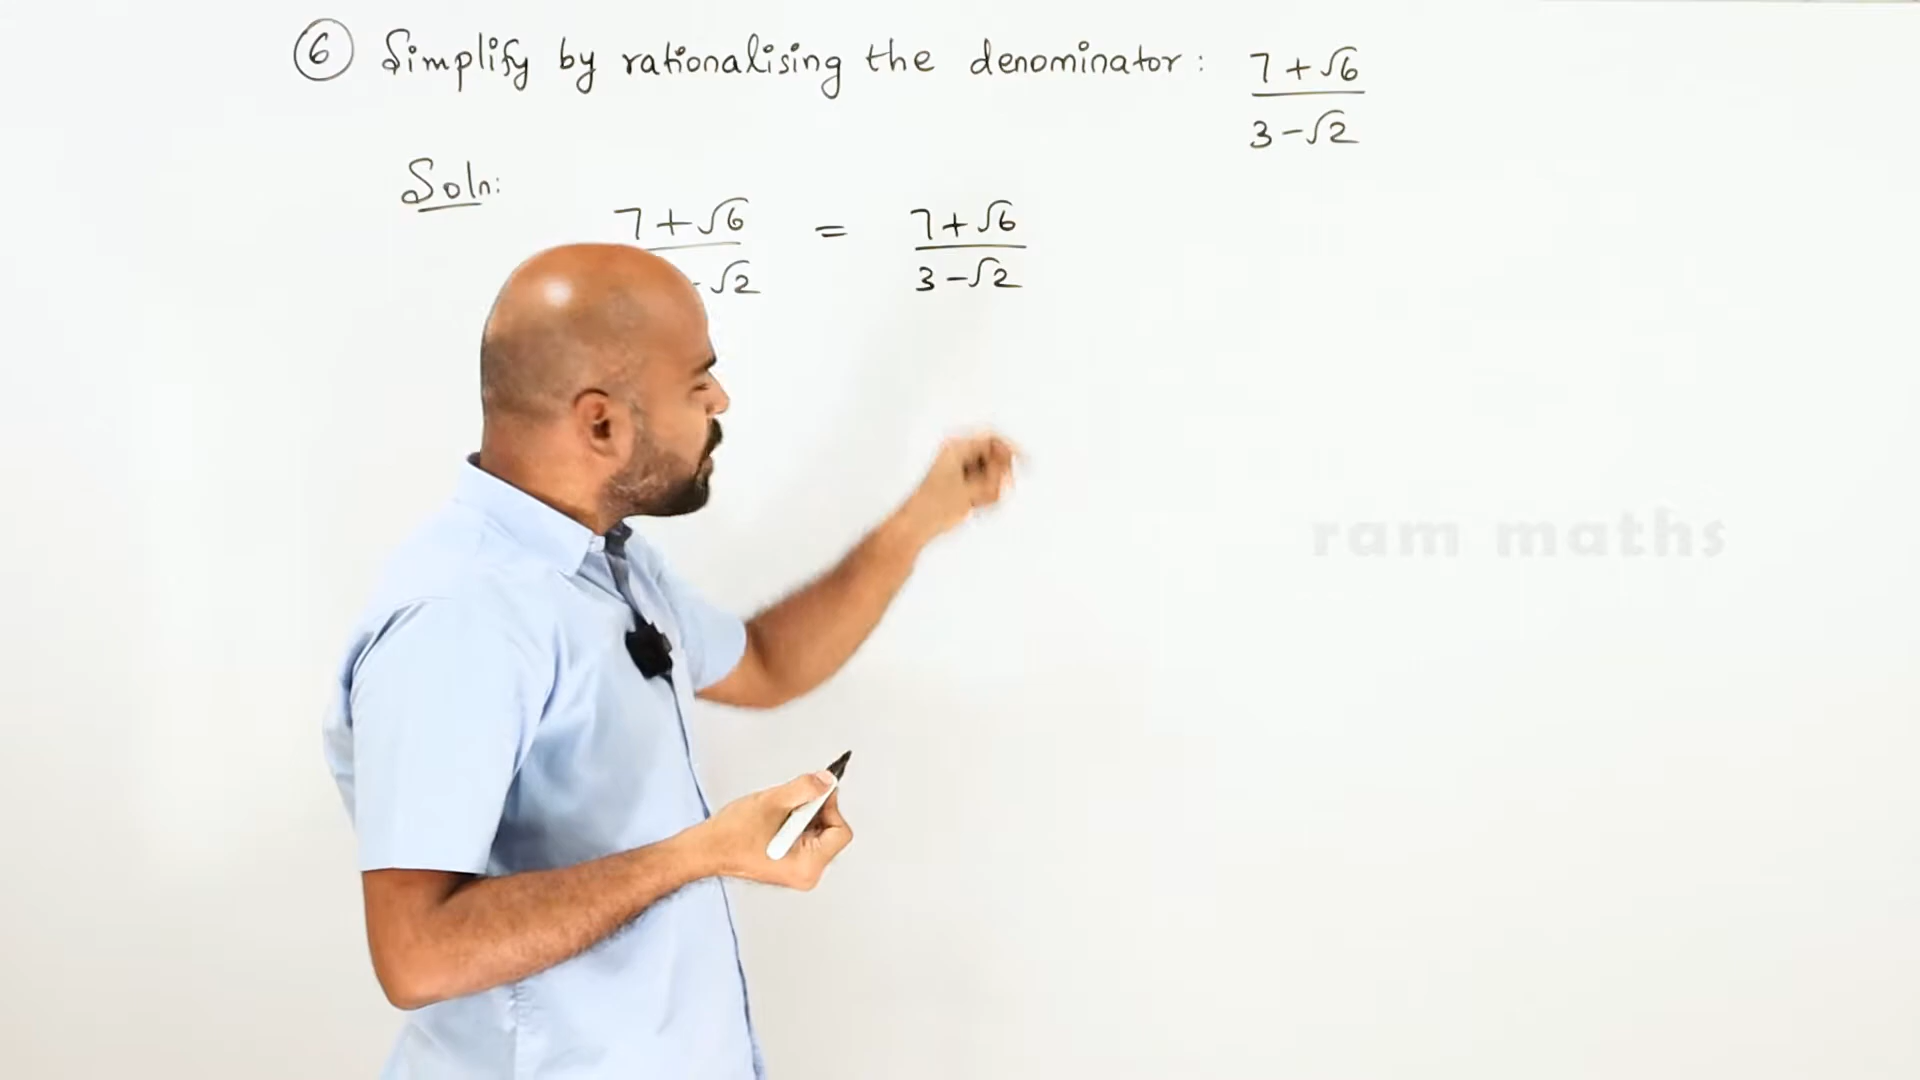 6 Simplify by rationalising the denominator: 7+√6 / 3-√2
Soln:
7+√6 / -√2 = 7+√6 / 3-√2
ram maths